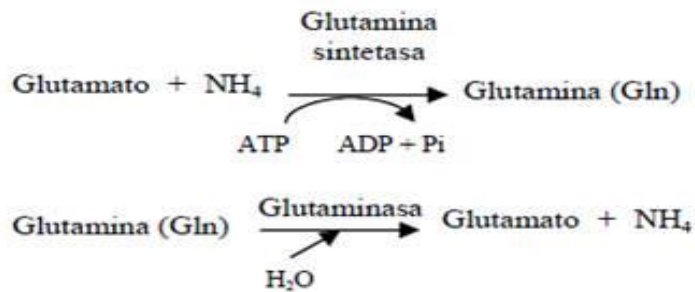 Glutamina
sintetasa
Glutamato + NH₄ Glutamina (Gln)
ATP ADP + Pi
Glutamina (Gln) Glutaminasa Glutamato + NH₄
H₂O